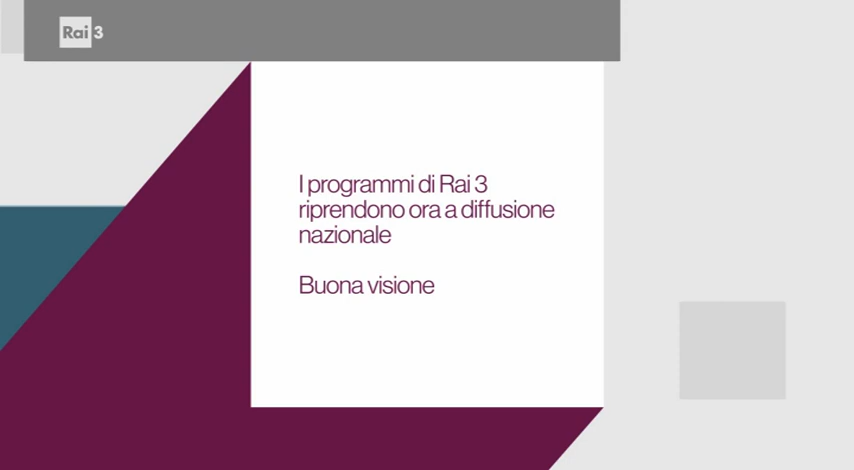 Rai 3
I programmi di Rai 3
riprendono ora a diffusione
nazionale
Buona visione